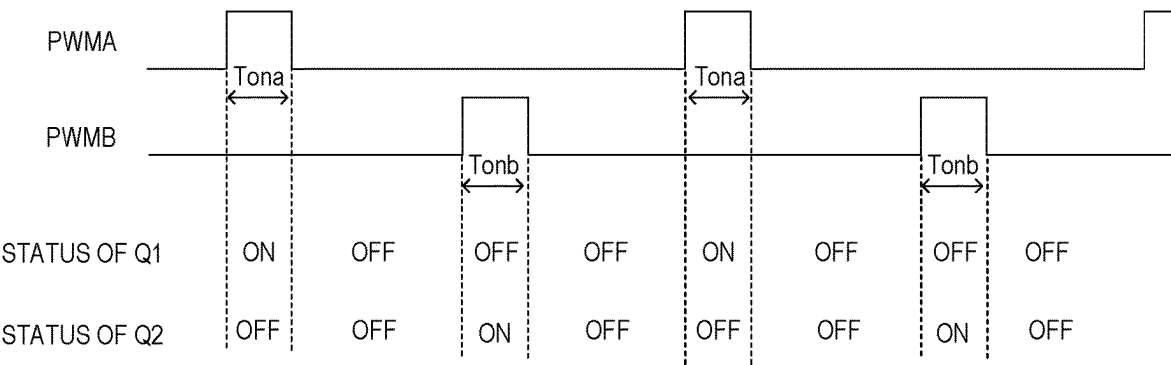 PWMA
Tona
Tona
PWMB
Tonb
Tonb
STATUS OF Q1 ON OFF OFF OFF ON OFF OFF OFF
STATUS OF Q2 OFF OFF ON OFF OFF OFF ON OFF